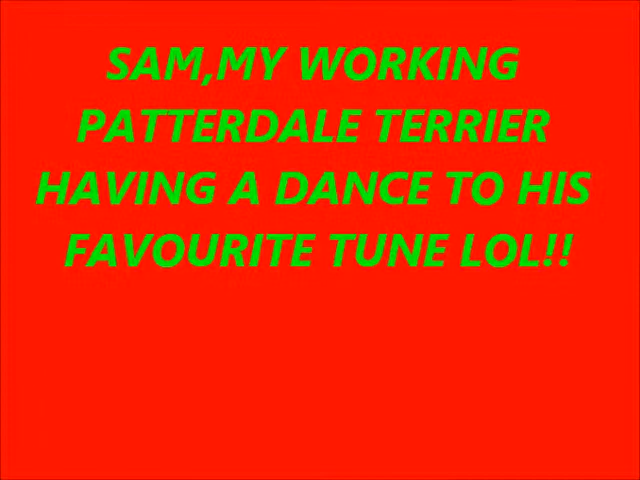 SAM,MY WORKING
PATTERDALE TERRIER
HAVING A DANCE TO HIS
FAVOURITE TUNE LOL!!